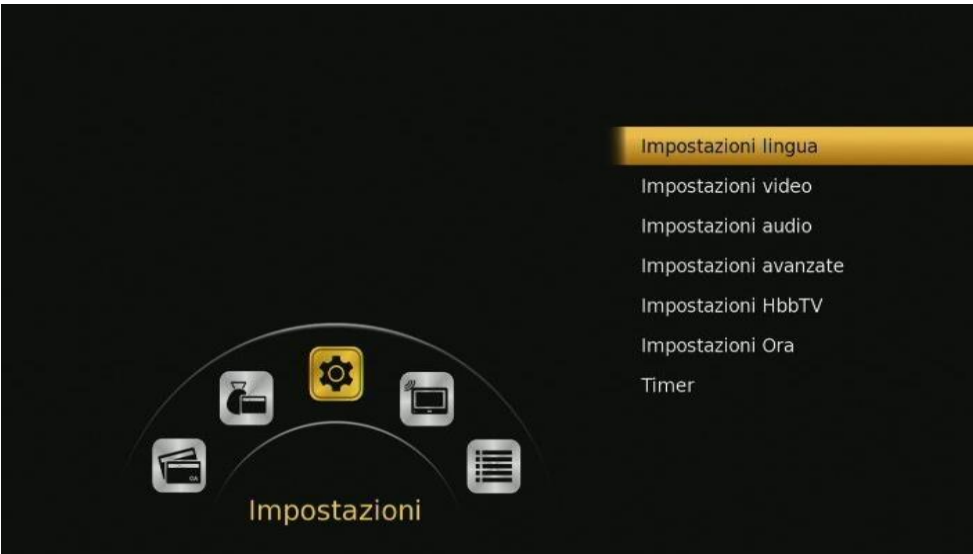 Impostazioni lingua
Impostazioni video
Impostazioni audio
Impostazioni avanzate
Impostazioni HbbTV
Impostazioni Ora
Timer
Impostazioni